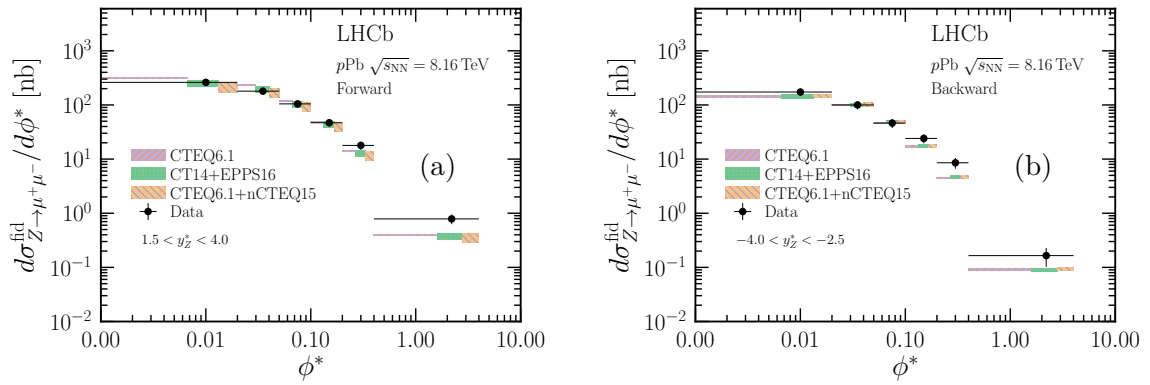 dσ^fid_{Z→μ⁺μ⁻}/dϕ* [nb]
10³
10²
10¹
10⁰
10⁻¹
10⁻²
LHCb
pPb √s_NN = 8.16 TeV
Forward
CTEQ6.1
CT14+EPPS16
CTEQ6.1+nCTEQ15
Data
1.5 < y*_Z < 4.0
(a)
0.00 0.01 0.10 1.00 10.00
ϕ*
dσ^fid_{Z→μ⁺μ⁻}/dϕ* [nb]
10³
10²
10¹
10⁰
10⁻¹
10⁻²
LHCb
pPb √s_NN = 8.16 TeV
Backward
CTEQ6.1
CT14+EPPS16
CTEQ6.1+nCTEQ15
Data
−4.0 < y*_Z < −2.5
(b)
0.00 0.01 0.10 1.00 10.00
ϕ*